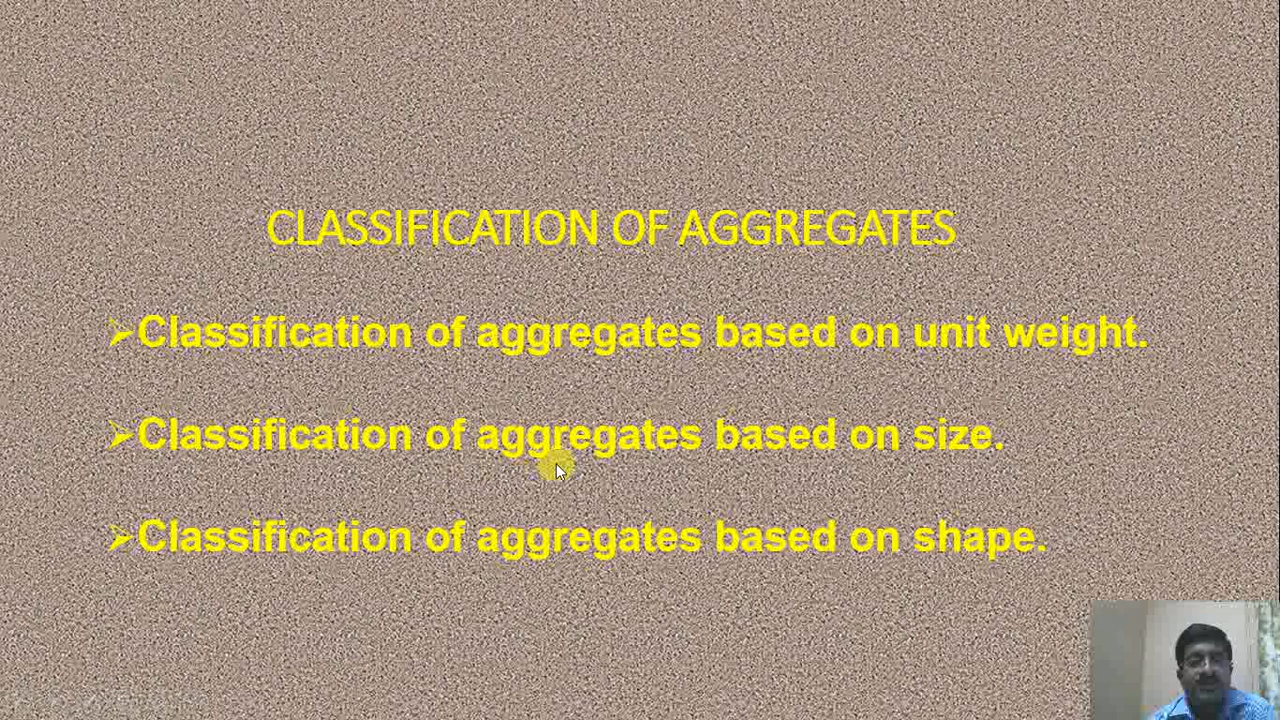 CLASSIFICATION OF AGGREGATES
➢Classification of aggregates based on unit weight.
➢Classification of aggregates based on size.
➢Classification of aggregates based on shape.